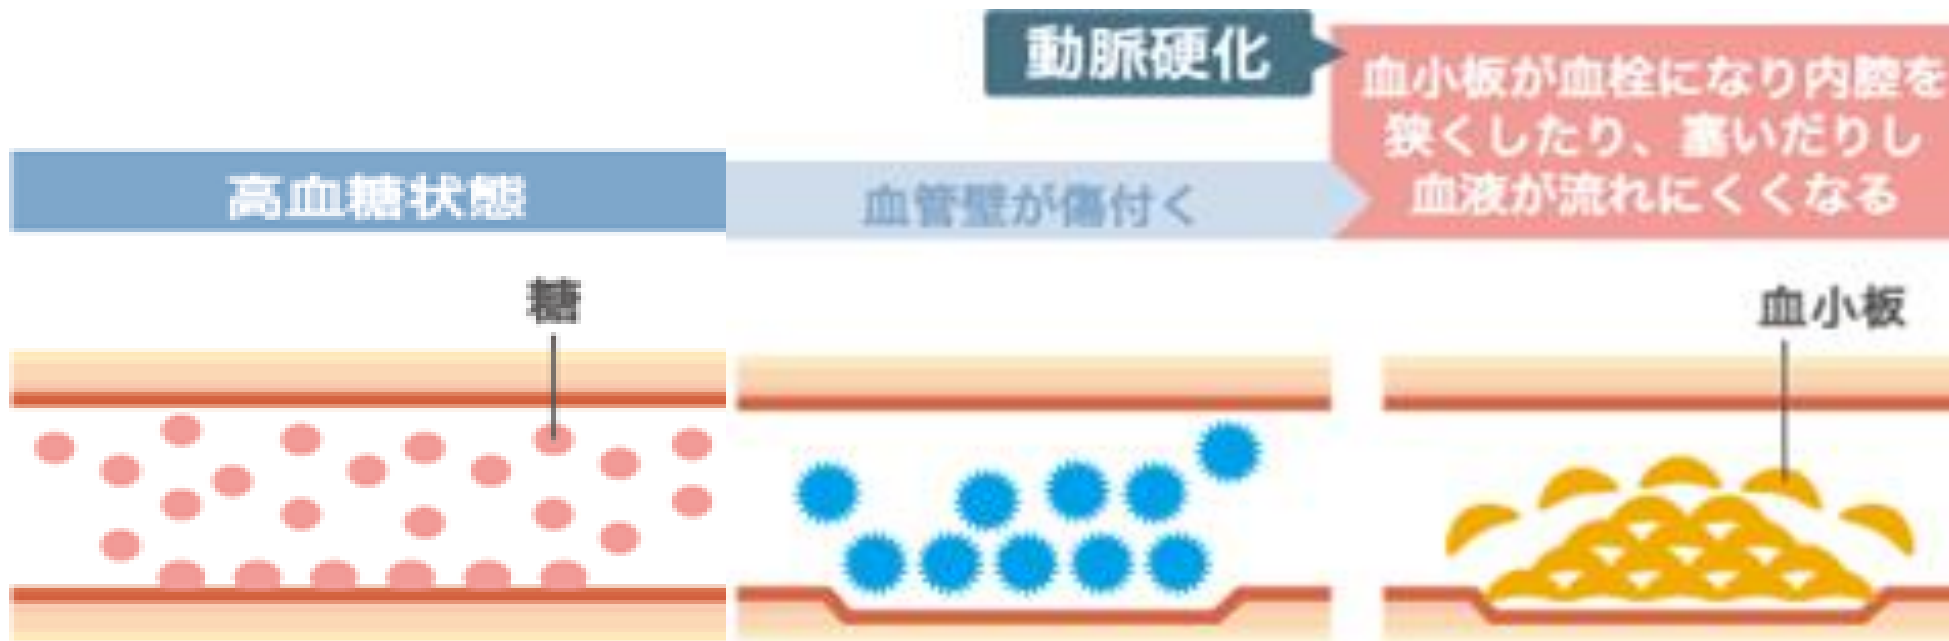 動脈硬化
高血糖状態
血管壁が傷付く
血小板が血栓になり内腔を
狭くしたり、塞いだりし
血液が流れにくくなる
糖
血小板